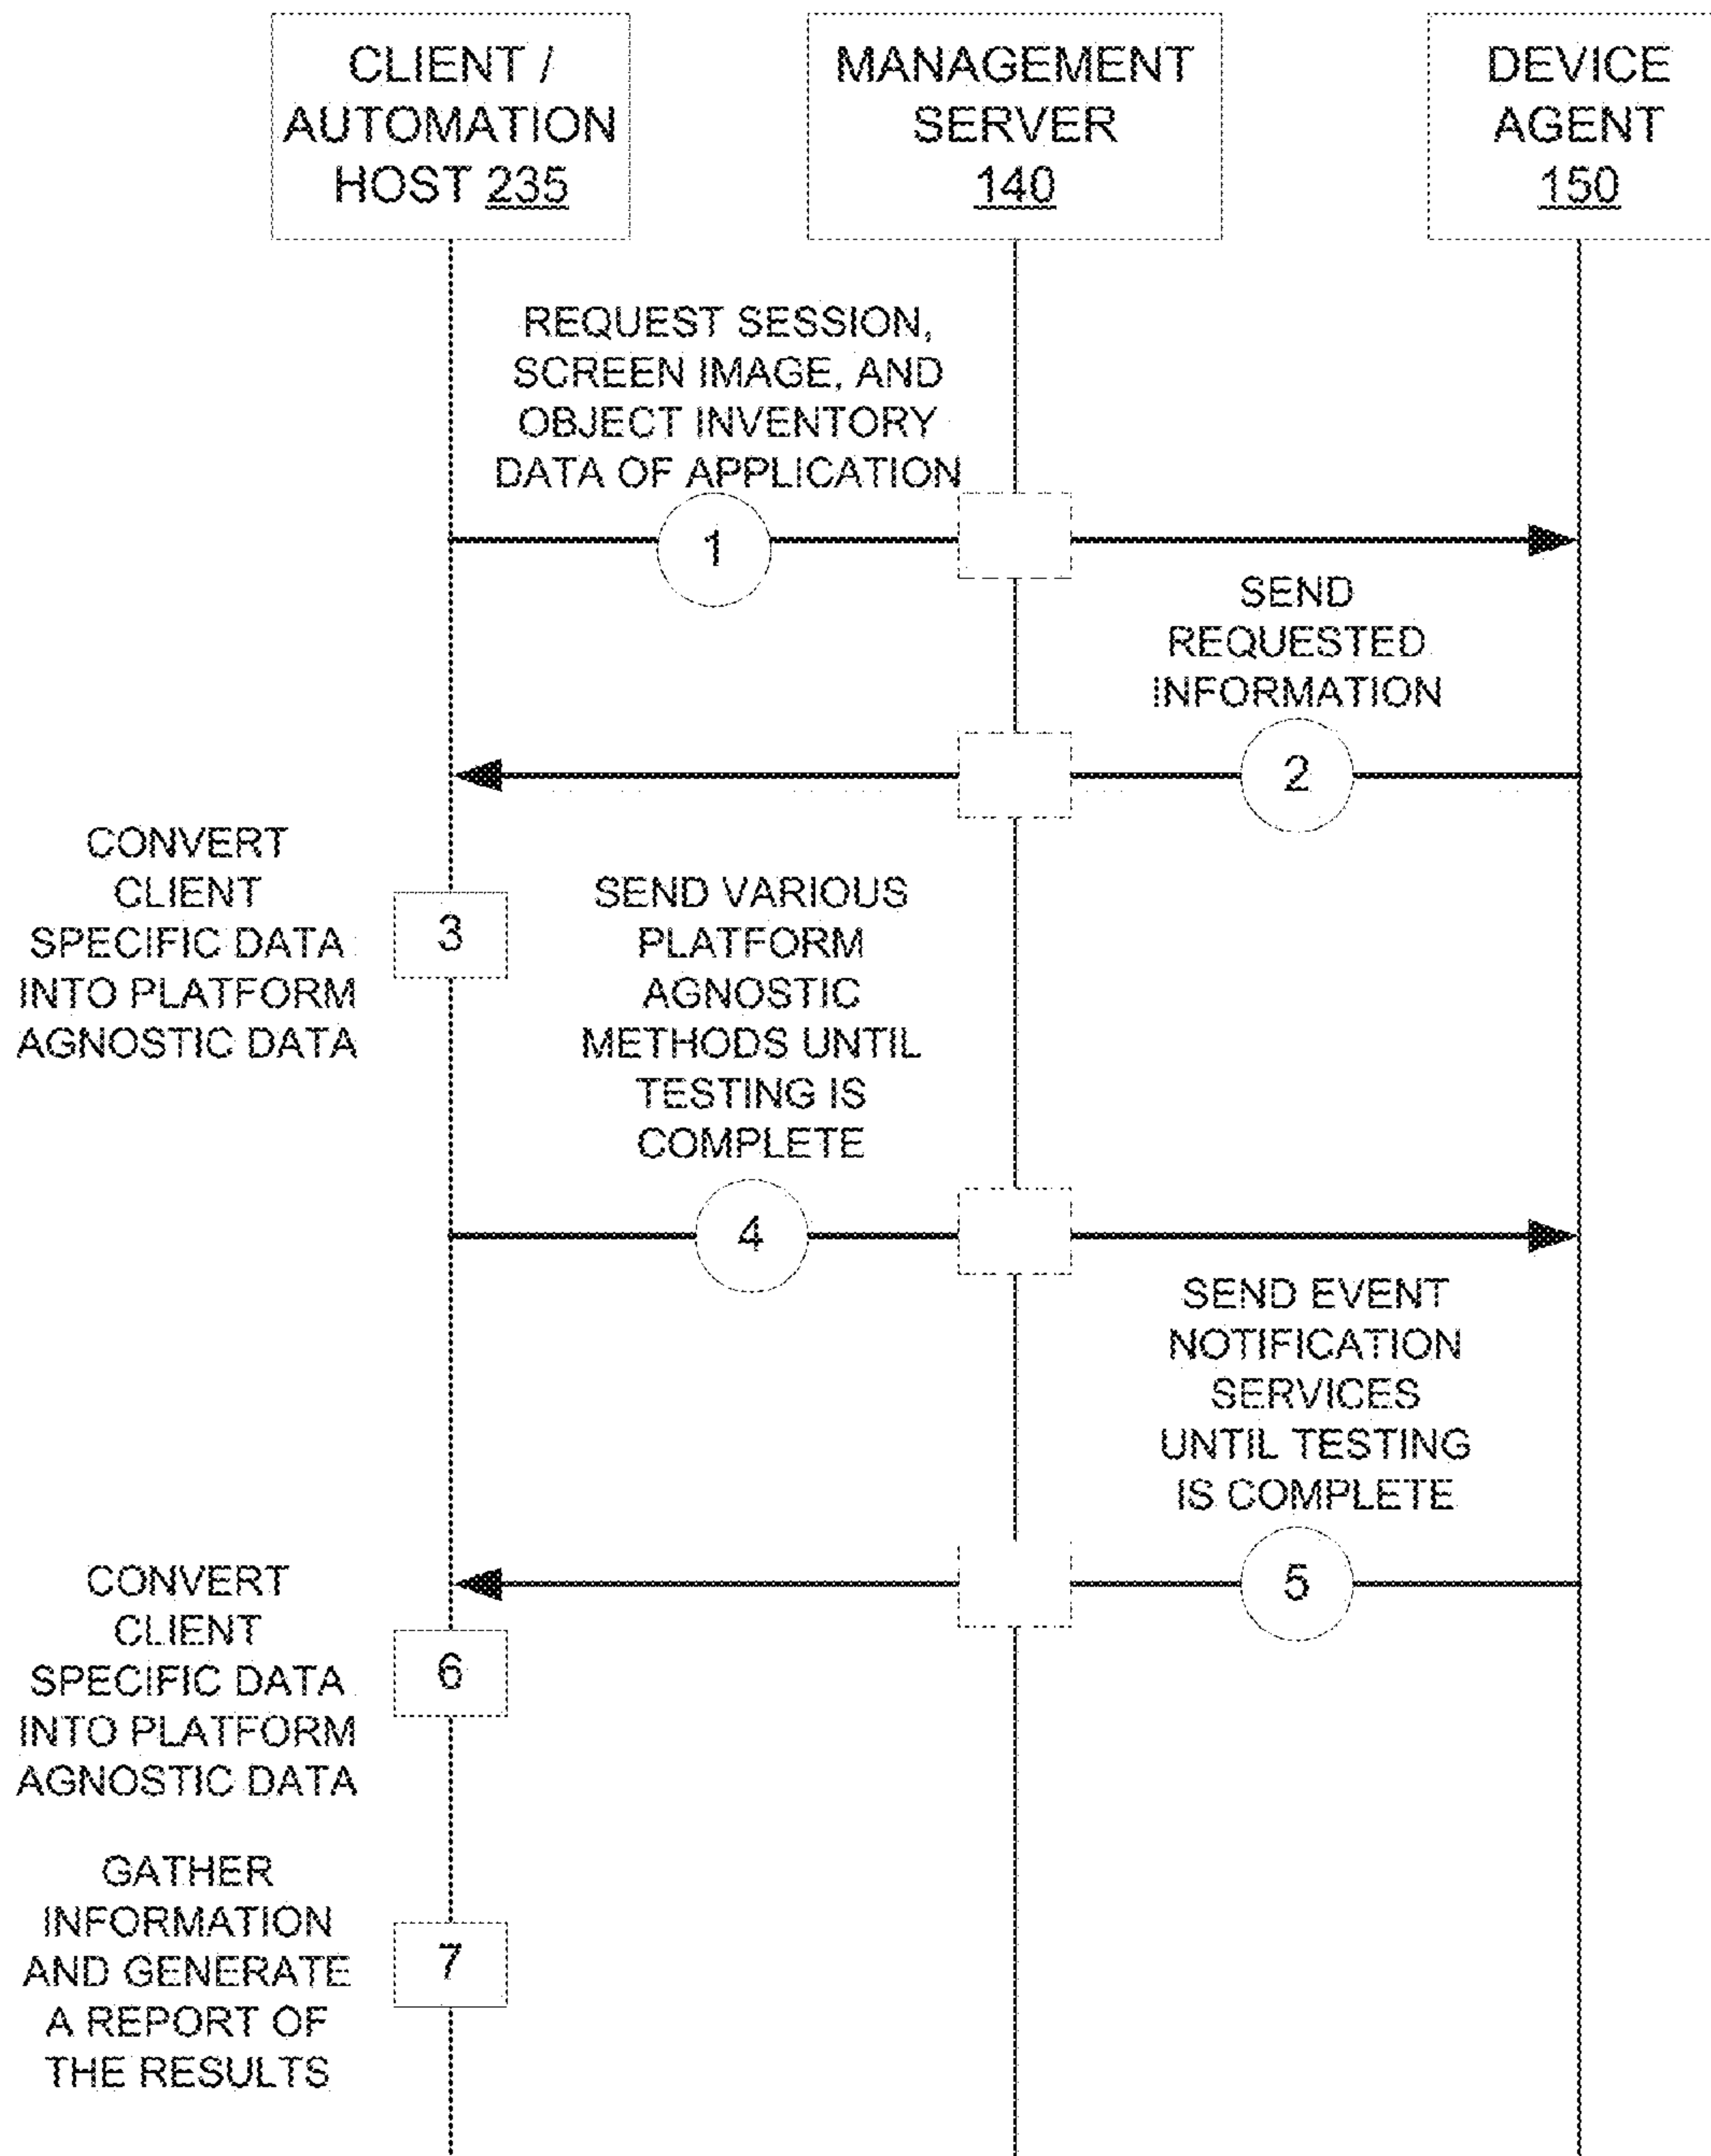 CLIENT /
AUTOMATION
HOST 235
MANAGEMENT
SERVER
140
DEVICE
AGENT
150
REQUEST SESSION,
SCREEN IMAGE, AND
OBJECT INVENTORY
DATA OF APPLICATION
1
SEND
REQUESTED
INFORMATION
2
CONVERT
CLIENT
SPECIFIC DATA
INTO PLATFORM
AGNOSTIC DATA
3
SEND VARIOUS
PLATFORM
AGNOSTIC
METHODS UNTIL
TESTING IS
COMPLETE
4
SEND EVENT
NOTIFICATION
SERVICES
UNTIL TESTING
IS COMPLETE
5
CONVERT
CLIENT
SPECIFIC DATA
INTO PLATFORM
AGNOSTIC DATA
6
GATHER
INFORMATION
AND GENERATE
A REPORT OF
THE RESULTS
7